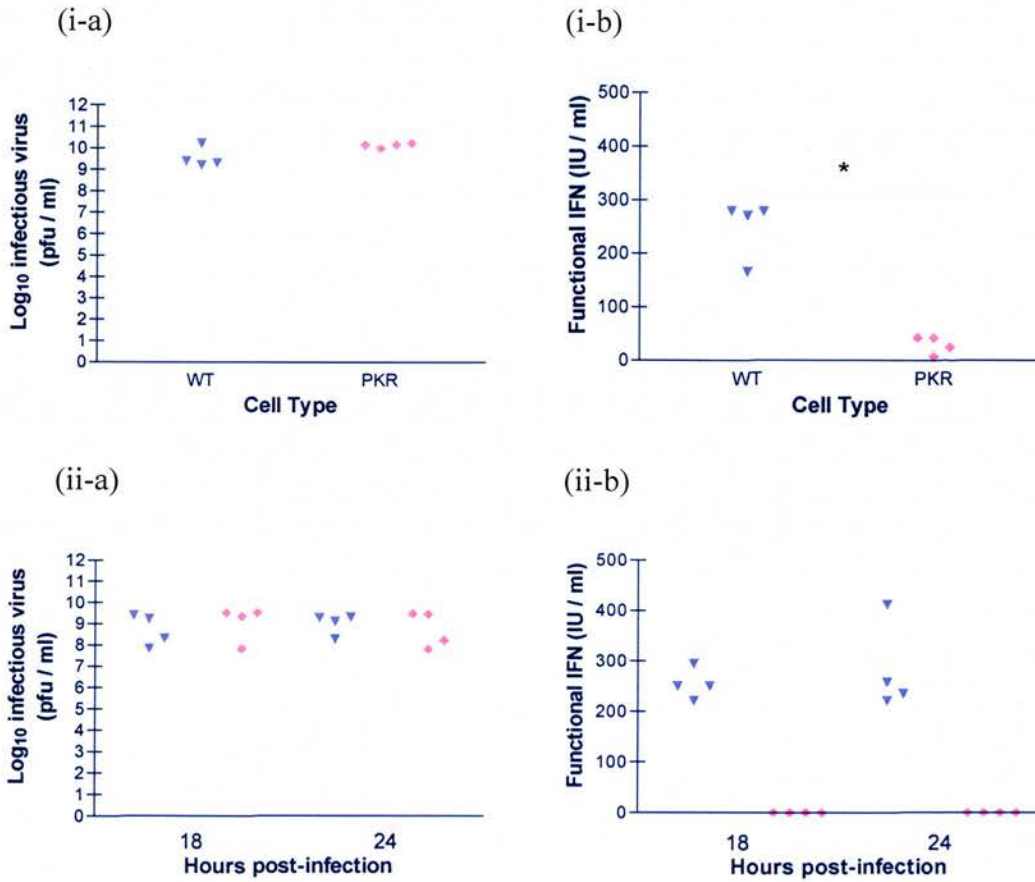 (i-a)
12
11
10
9
8
7
6
5
4
3
2
1
0
Log10 infectious virus
(pfu / ml)
WT PKR
Cell Type
(i-b)
500
400
300
200
100
0
Functional IFN (IU / ml)
*
WT PKR
Cell Type
(ii-a)
12
11
10
9
8
7
6
5
4
3
2
1
0
Log10 infectious virus
(pfu / ml)
18 24
Hours post-infection
(ii-b)
500
400
300
200
100
0
Functional IFN (IU / ml)
18 24
Hours post-infection